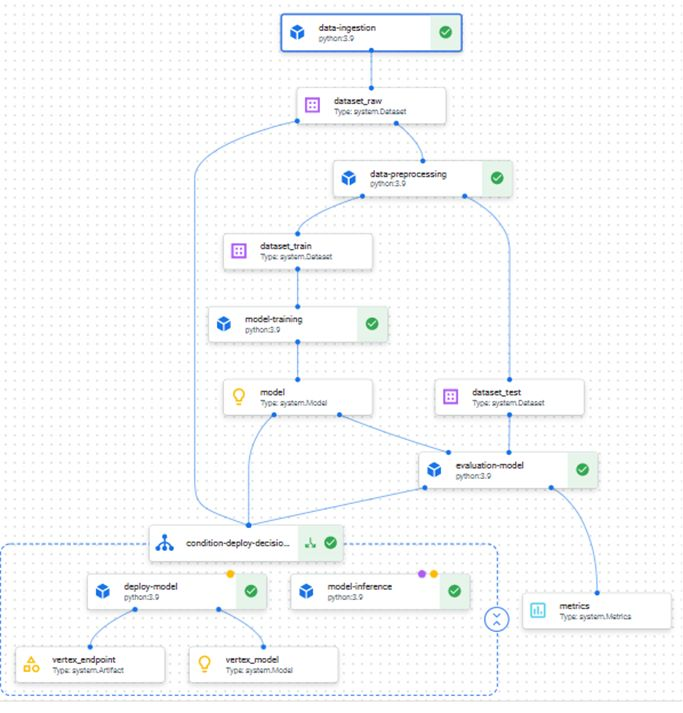 data-ingestion
python:3.9
dataset_raw
Type: system.Dataset
data-preprocessing
python:3.9
dataset_train
Type: system.Dataset
model-training
python:3.9
model
Type: system.Model
dataset_test
Type: system.Dataset
evaluation-model
python:3.9
condition-deploy-decisio...
deploy-model
python:3.9
model-inference
python:3.9
metrics
Type: system.Metrics
vertex_endpoint
Type: system.Artifact
vertex_model
Type: system.Model